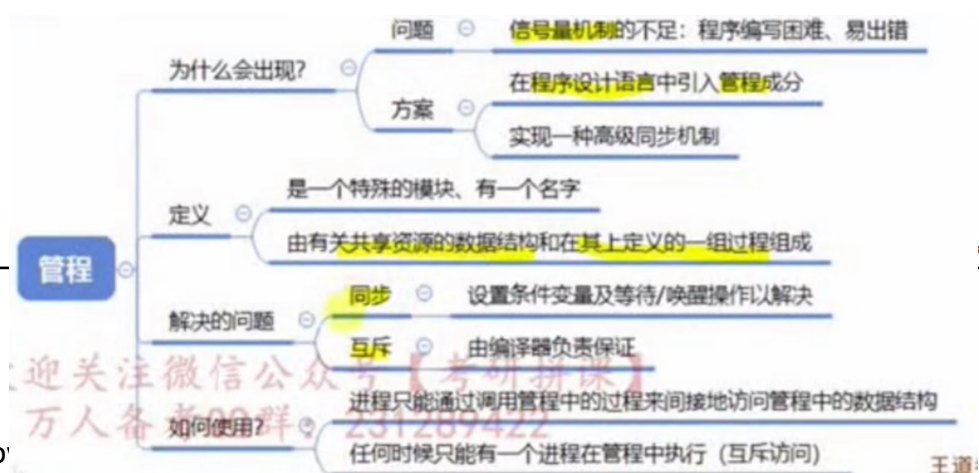 问题 信号量机制的不足：程序编写困难、易出错
为什么会出现？
在程序设计语言中引入管程成分
方案
实现一种高级同步机制
是一个特殊的模块、有一个名字
定义
由有关共享资源的数据结构和在其上定义的一组过程组成
管程
同步 设置条件变量及等待/唤醒操作以解决
解决的问题
互斥 由编译器负责保证
迎关注微信公众号【考研拼课】
进程只能通过调用管程中的过程来间接地访问管程中的数据结构
万人备考QQ群：231269422
如何使用？
任何时候只能有一个进程在管程中执行（互斥访问）
王道